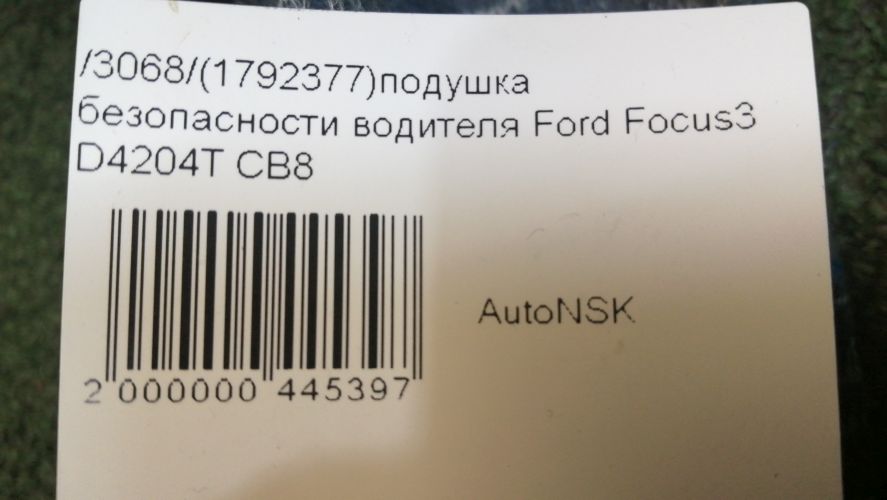 /3068/(1792377)подушка
безопасности водителя Ford Focus3
D4204T CB8
AutoNSK
2 000000 445397